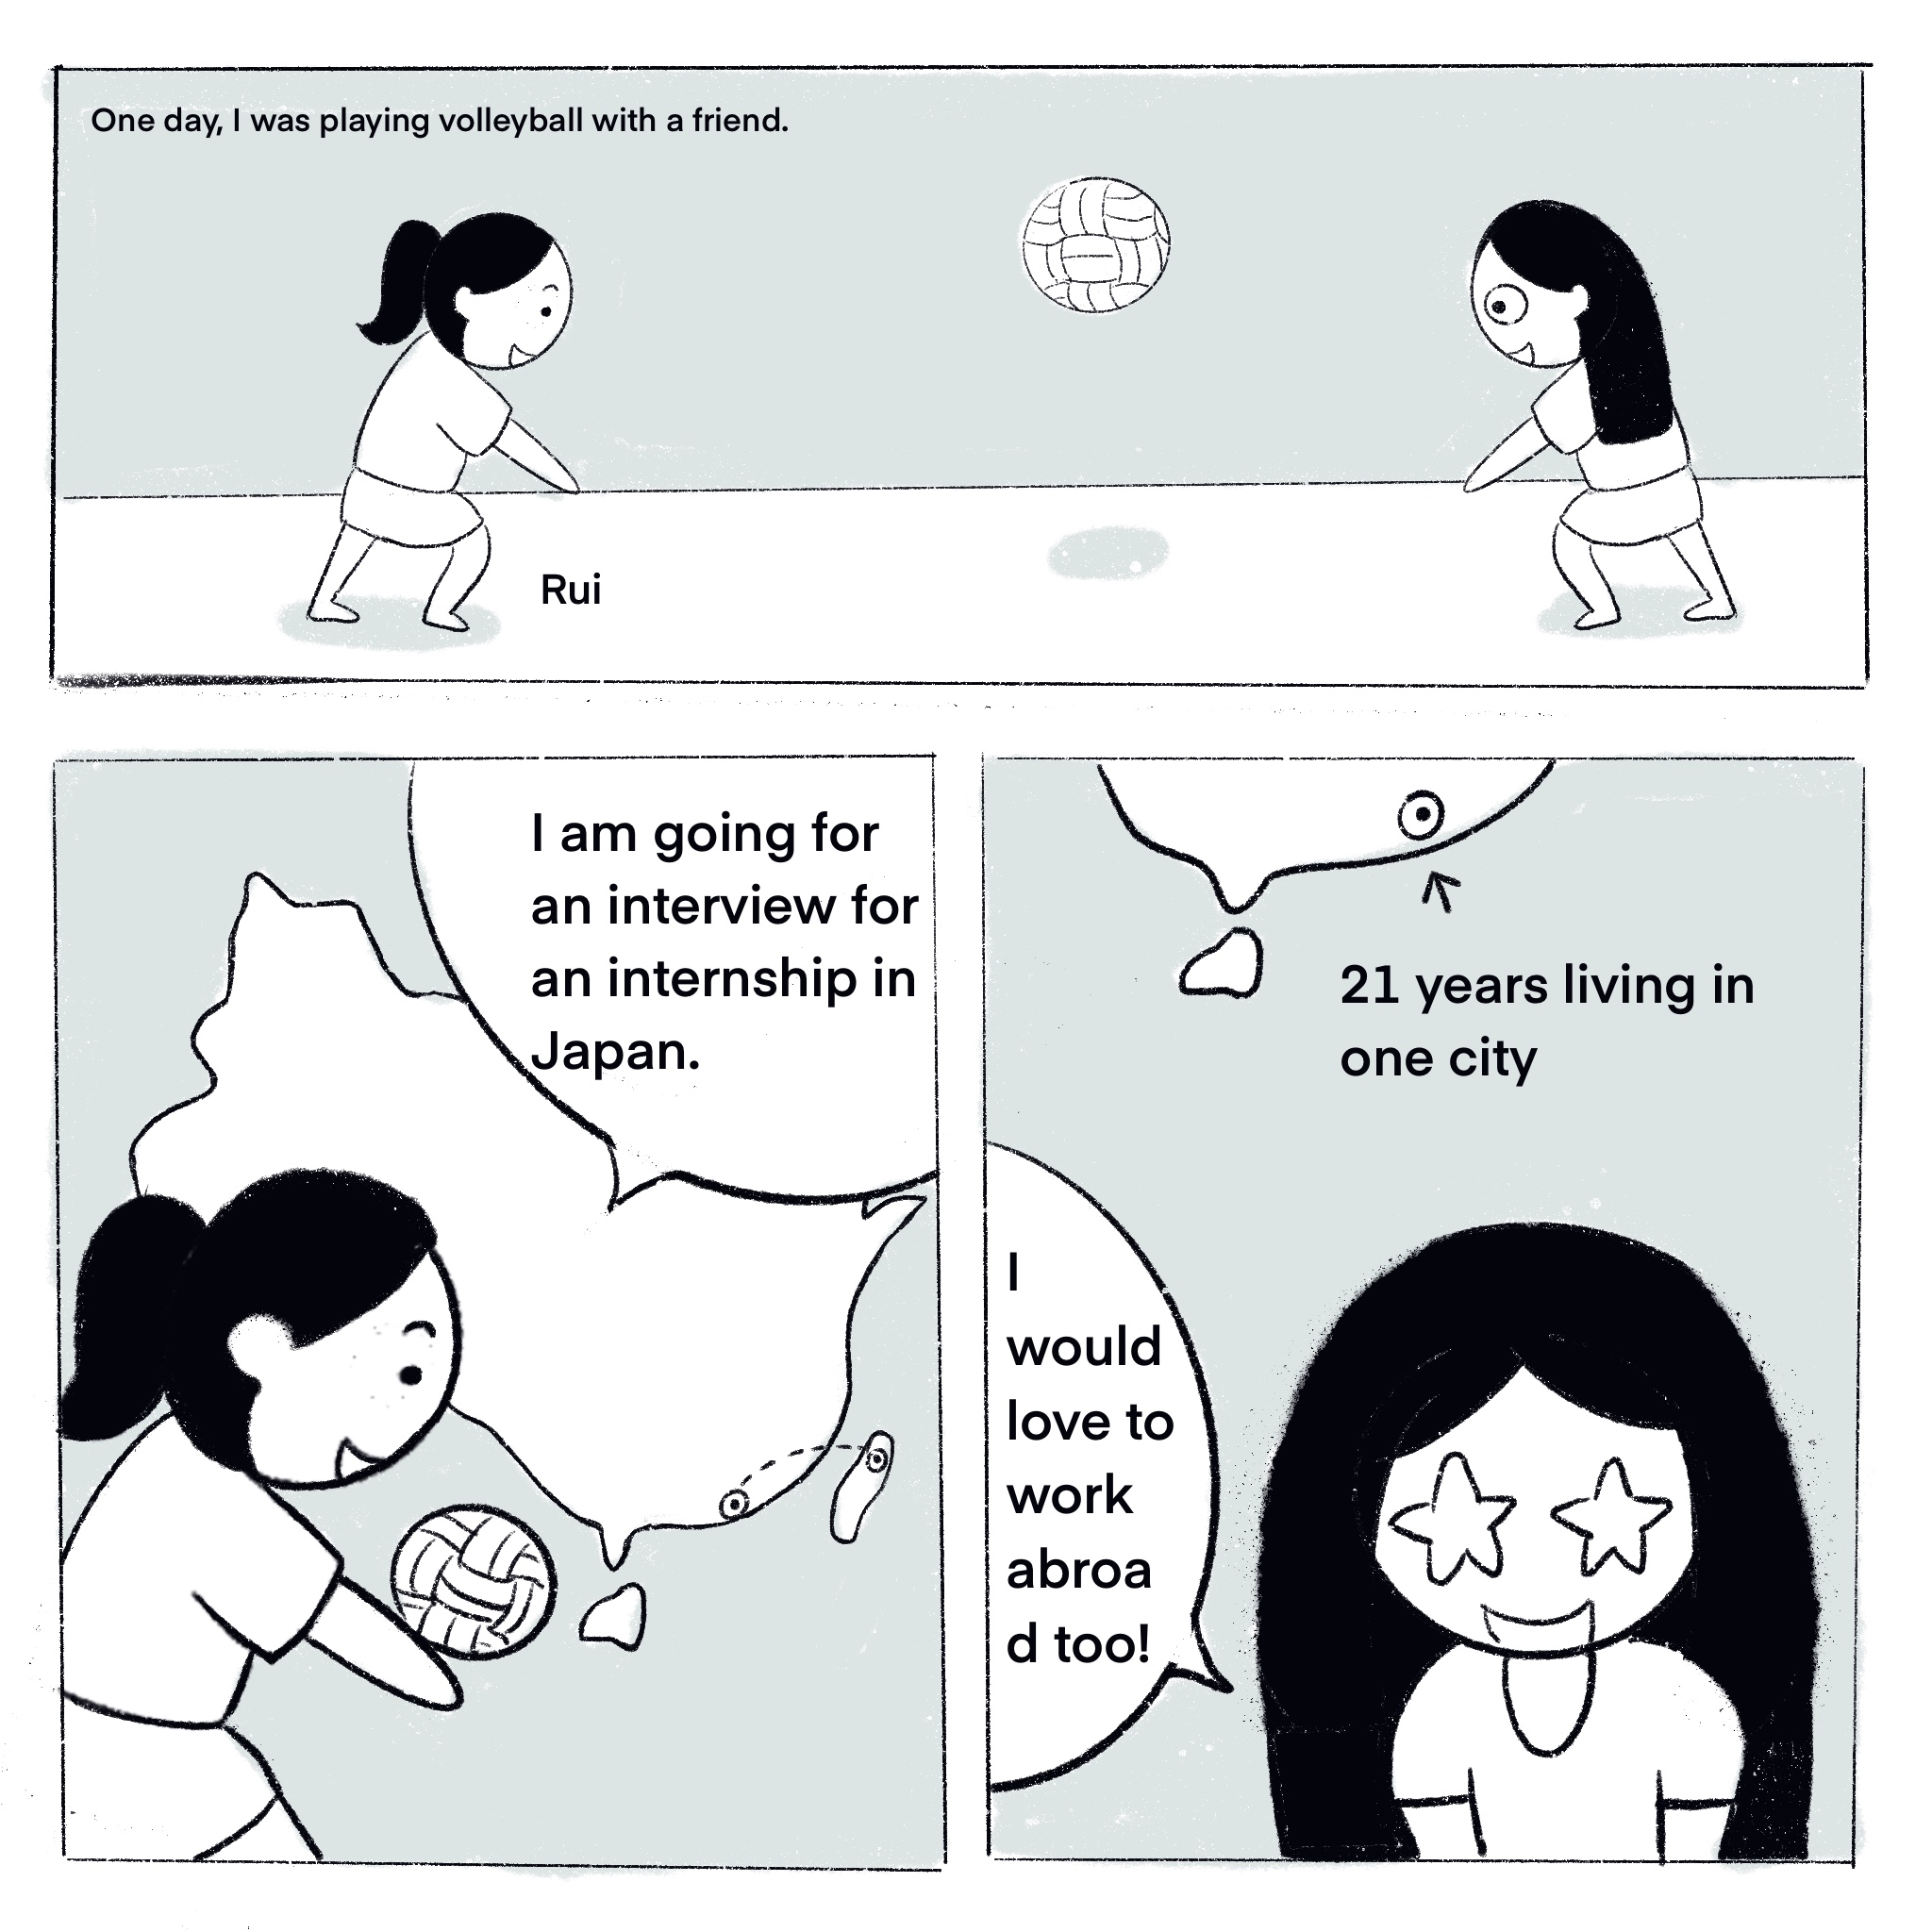 One day, I was playing volleyball with a friend.
Rui
I am going for
an interview for
an internship in
Japan.
21 years living in
one city
I
would
love to
work
abroa
d too!